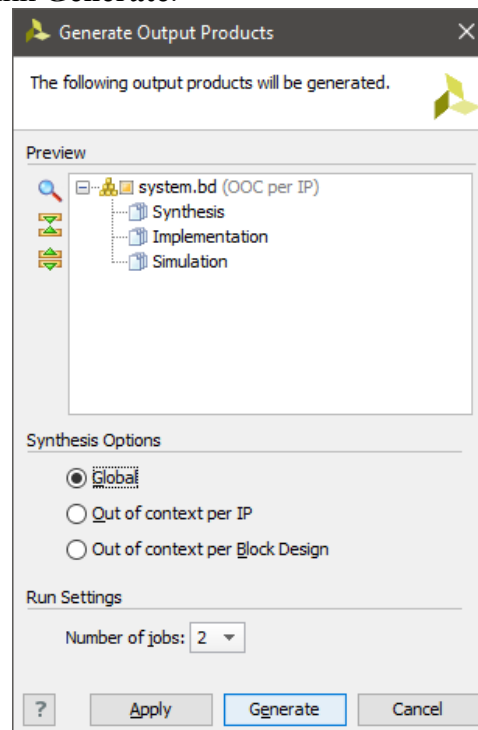 Generate Output Products
The following output products will be generated.
Preview
system.bd (OOC per IP)
Synthesis
Implementation
Simulation
Synthesis Options
Global
Out of context per IP
Out of context per Block Design
Run Settings
Number of jobs: 2
? Apply Generate Cancel